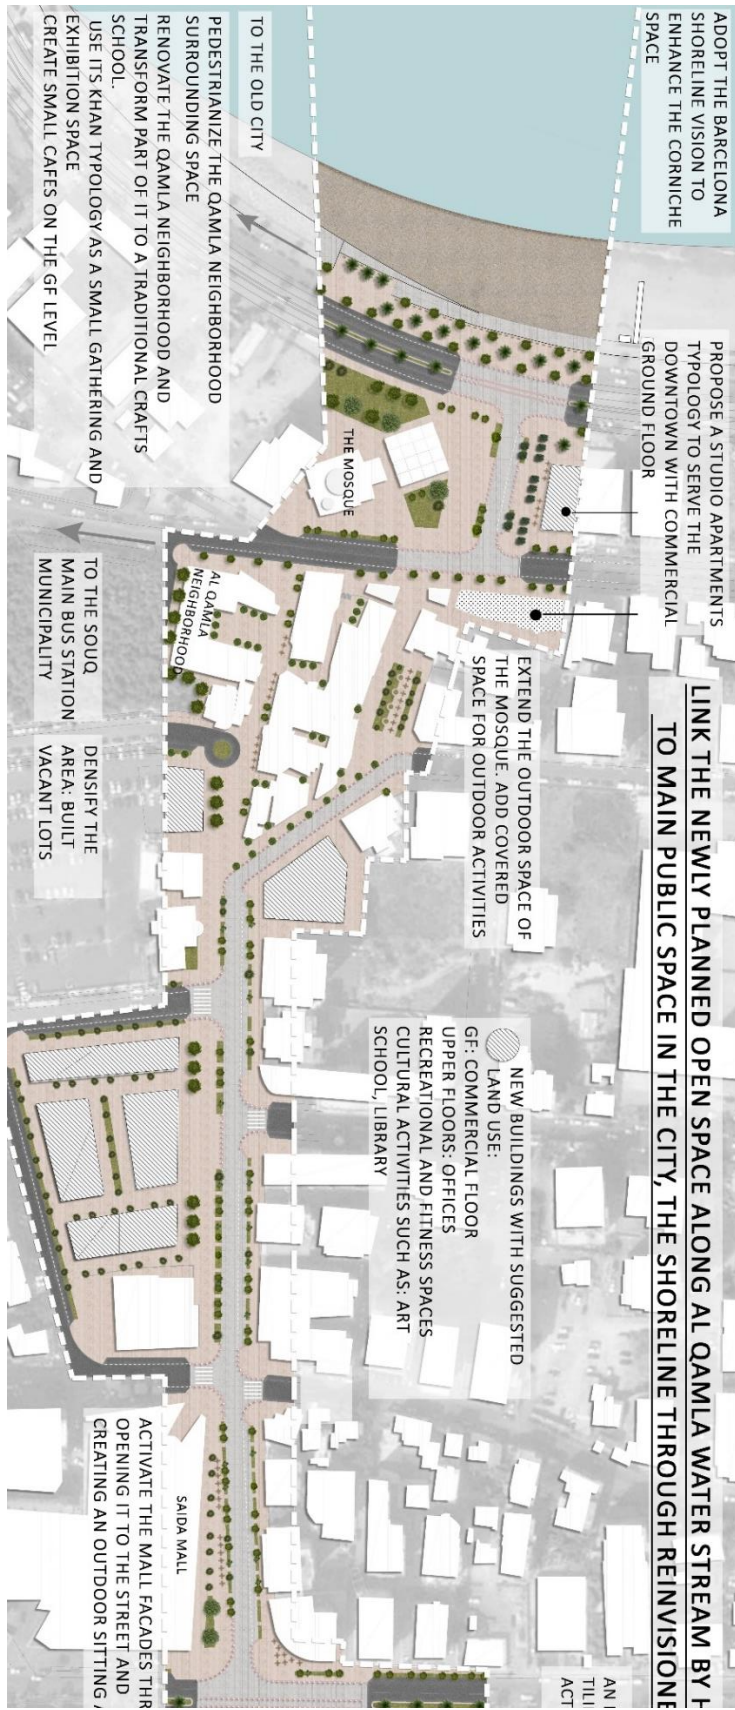 LINK THE NEWLY PLANNED OPEN SPACE ALONG AL QAMLA WATER STREAM BY H
TO MAIN PUBLIC SPACE IN THE CITY, THE SHORELINE THROUGH REINVISIONE
ADOPT THE BARCELONA
SHORELINE VISION TO
ENHANCE THE CORNICHE
SPACE
PROPOSE A STUDIO APARTMENTS
TYPOLOGY TO SERVE THE
DOWNTOWN WITH COMMERCIAL
GROUND FLOOR
EXTEND THE OUTDOOR SPACE OF
THE MOSQUE. ADD COVERED
SPACE FOR OUTDOOR ACTIVITIES
NEW BUILDINGS WITH SUGGESTED
LAND USE:
GF: COMMERCIAL FLOOR
UPPER FLOORS: OFFICES
RECREATIONAL AND FITNESS SPACES
CULTURAL ACTIVITIES SUCH AS: ART
SCHOOL, LIBRARY
AN
TILI
ACT
THE MOSQUE
AL QAMLA
NEIGHBORHOOD
SAIDA MALL
TO THE OLD CITY
PEDESTRIANIZE THE QAMLA NEIGHBORHOOD
SURROUNDING SPACE
RENOVATE THE QAMLA NEIGHBORHOOD AND
TRANSFORM PART OF IT TO A TRADITIONAL CRAFTS
SCHOOL.
USE ITS KHAN TYPOLOGY AS A SMALL GATHERING AND
EXHIBITION SPACE
CREATE SMALL CAFES ON THE GF LEVEL
TO THE SOUQ
MAIN BUS STATION
MUNICIPALITY
DENSIFY THE
AREA: BUILT
VACANT LOTS
ACTIVATE THE MALL FACADES THR
OPENING IT TO THE STREET AND
CREATING AN OUTDOOR SITTING A